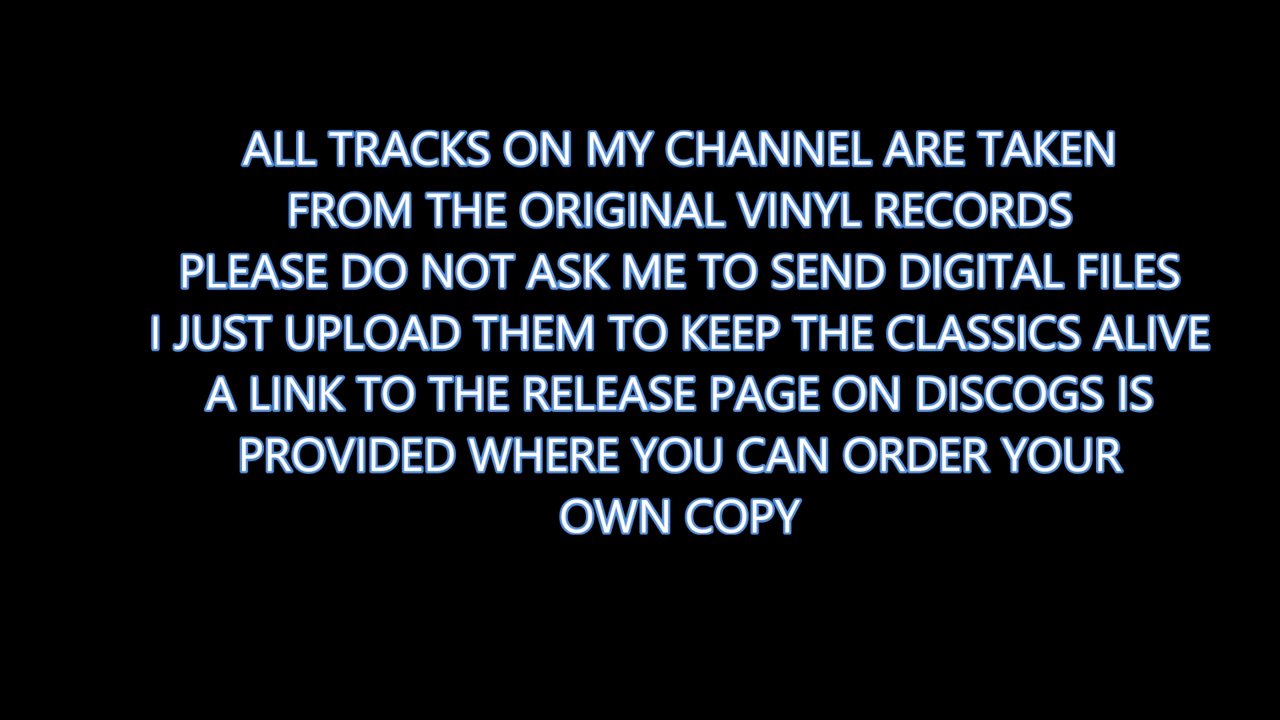 ALL TRACKS ON MY CHANNEL ARE TAKEN
FROM THE ORIGINAL VINYL RECORDS
PLEASE DO NOT ASK ME TO SEND DIGITAL FILES
I JUST UPLOAD THEM TO KEEP THE CLASSICS ALIVE
A LINK TO THE RELEASE PAGE ON DISCOGS IS
PROVIDED WHERE YOU CAN ORDER YOUR
OWN COPY